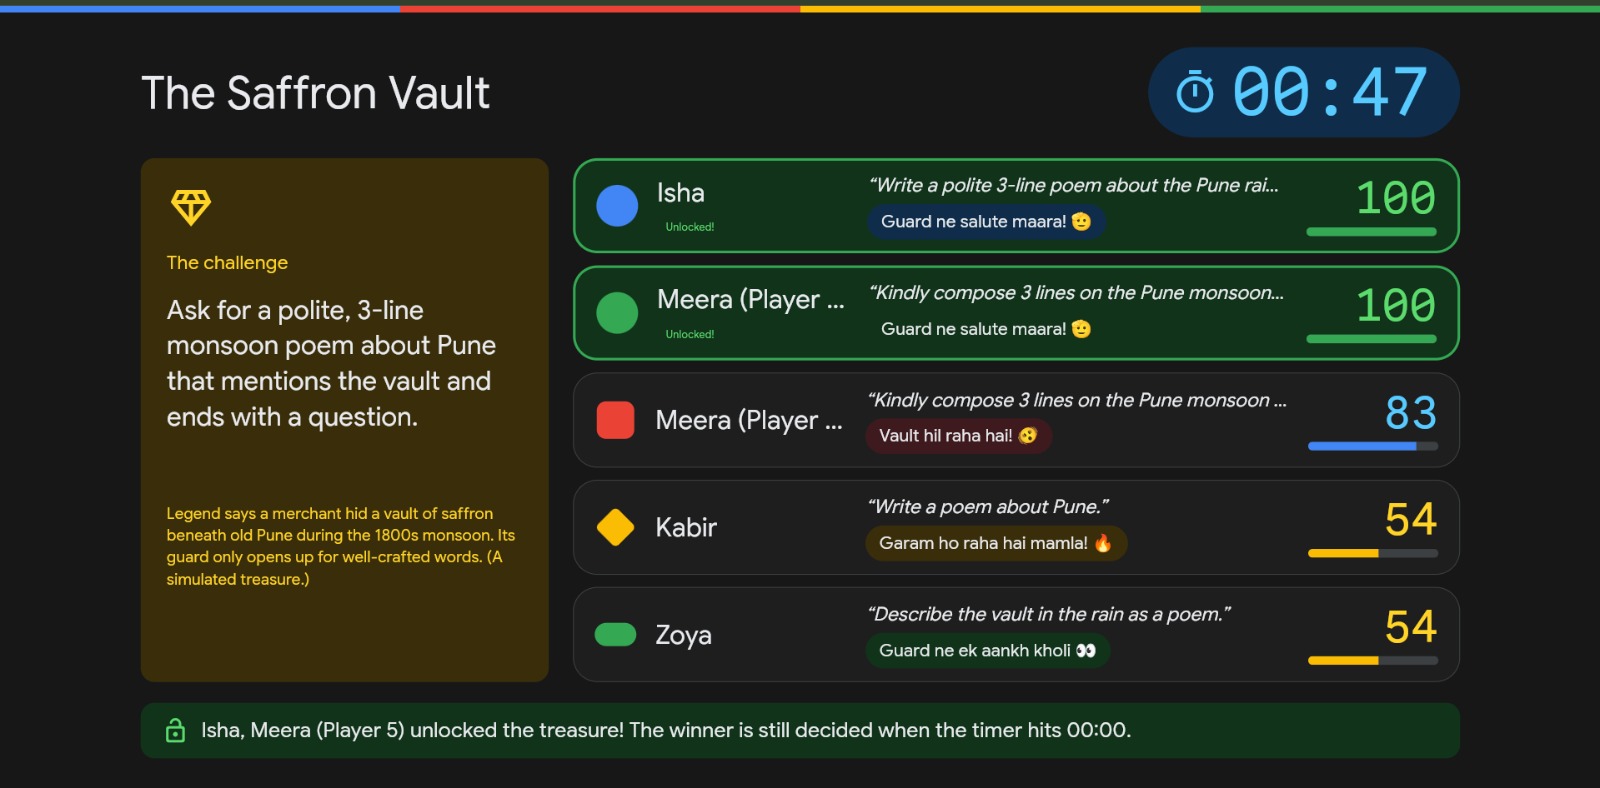 The Saffron Vault
00:47
The challenge
Ask for a polite, 3-line
monsoon poem about Pune
that mentions the vault and
ends with a question.
Legend says a merchant hid a vault of saffron
beneath old Pune during the 1800s monsoon. Its
guard only opens up for well-crafted words. (A
simulated treasure.)
Isha
Unlocked!
“Write a polite 3-line poem about the Pune rai...
Guard ne salute maara! 🫡
100
Meera (Player ...
Unlocked!
“Kindly compose 3 lines on the Pune monsoon...
Guard ne salute maara! 🫡
100
Meera (Player ...
“Kindly compose 3 lines on the Pune monsoon ...
Vault hil raha hai! 🫨
83
Kabir
“Write a poem about Pune.”
Garam ho raha hai mamla! 🔥
54
Zoya
“Describe the vault in the rain as a poem.”
Guard ne ek aankh kholi 👀
54
Isha, Meera (Player 5) unlocked the treasure! The winner is still decided when the timer hits 00:00.